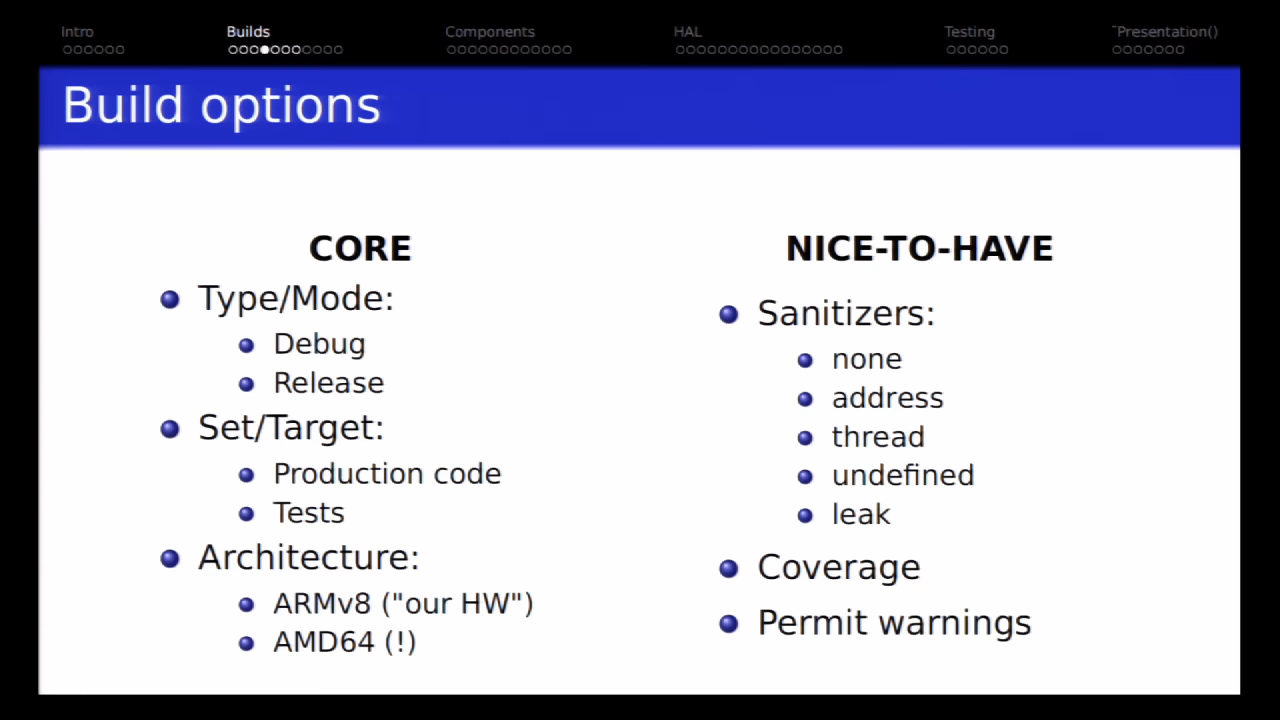 Intro
Builds
Components
HAL
Testing
~Presentation()
Build options
CORE
Type/Mode:
Debug
Release
Set/Target:
Production code
Tests
Architecture:
ARMv8 ("our HW")
AMD64 (!)
NICE-TO-HAVE
Sanitizers:
none
address
thread
undefined
leak
Coverage
Permit warnings